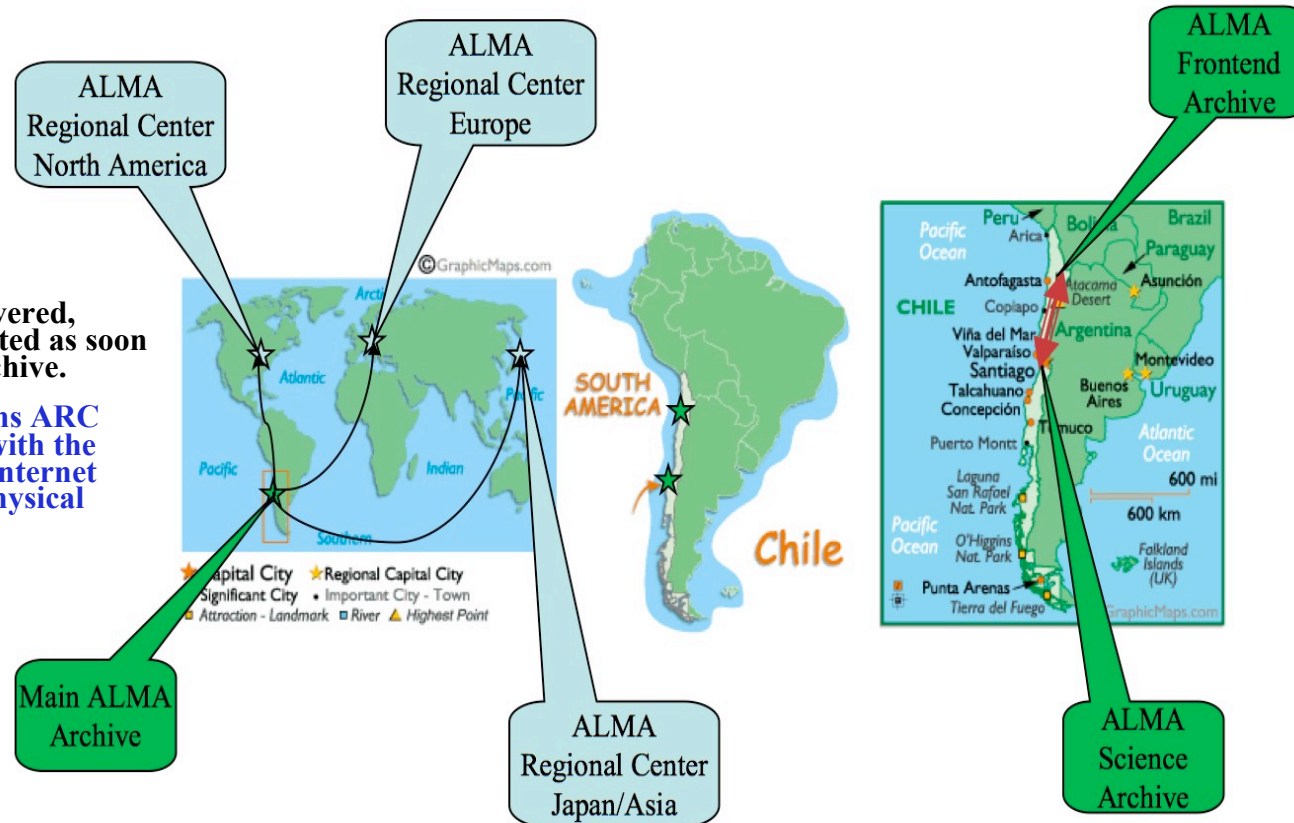 ALMA
Regional Center
North America
ALMA
Regional Center
Europe
ALMA
Frontend
Archive
vered,
ted as soon
chive.
ns ARC
with the
nternet
hysical
©GraphicMaps.com
Arcti
Atlantic
Pacific
Pacific
Indian
Southern
Capital City
Regional Capital City
Significant City
Important City - Town
Attraction - Landmark
River
Highest Point
SOUTH
AMERICA
Chile
Peru
Brazil
Pacific
Ocean
Arica
Paraguay
Antofagasta
Atacama
Desert
Asunción
CHILE
Copiapo
Argentina
Viña del Mar
Valparaíso
Santiago
Montevideo
Talcahuano
Buenos
Aires
Uruguay
Concepción
Puerto Montt
Atlantic
Ocean
Laguna
San Rafael
Nat. Park
600 mi
600 km
Pacific
Ocean
O'Higgins
Nat. Park
Falkland
Islands
(UK)
Punta Arenas
Tierra del Fuego
GraphicMaps.com
Main ALMA
Archive
ALMA
Regional Center
Japan/Asia
ALMA
Science
Archive